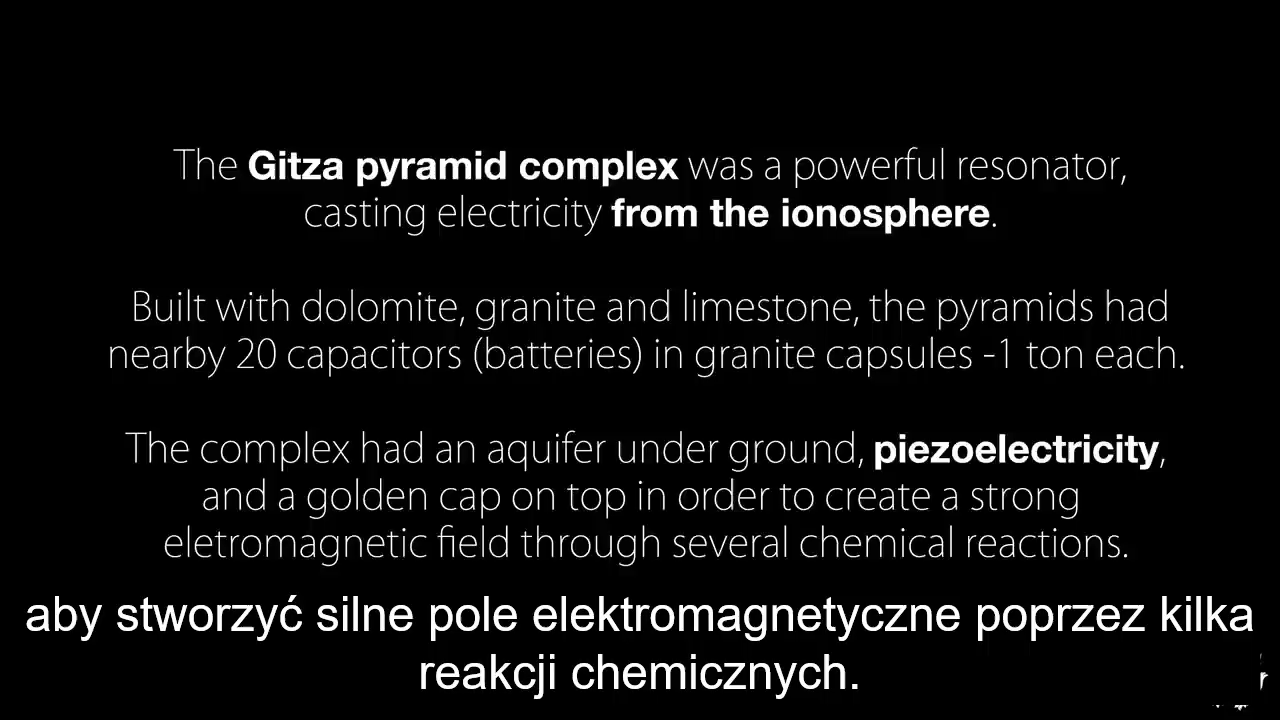 The Gitza pyramid complex was a powerful resonator,
casting electricity from the ionosphere.
Built with dolomite, granite and limestone, the pyramids had
nearby 20 capacitors (batteries) in granite capsules -1 ton each.
The complex had an aquifer under ground, piezoelectricity,
and a golden cap on top in order to create a strong
eletromagnetic field through several chemical reactions.
aby stworzyć silne pole elektromagnetyczne poprzez kilka
reakcji chemicznych.